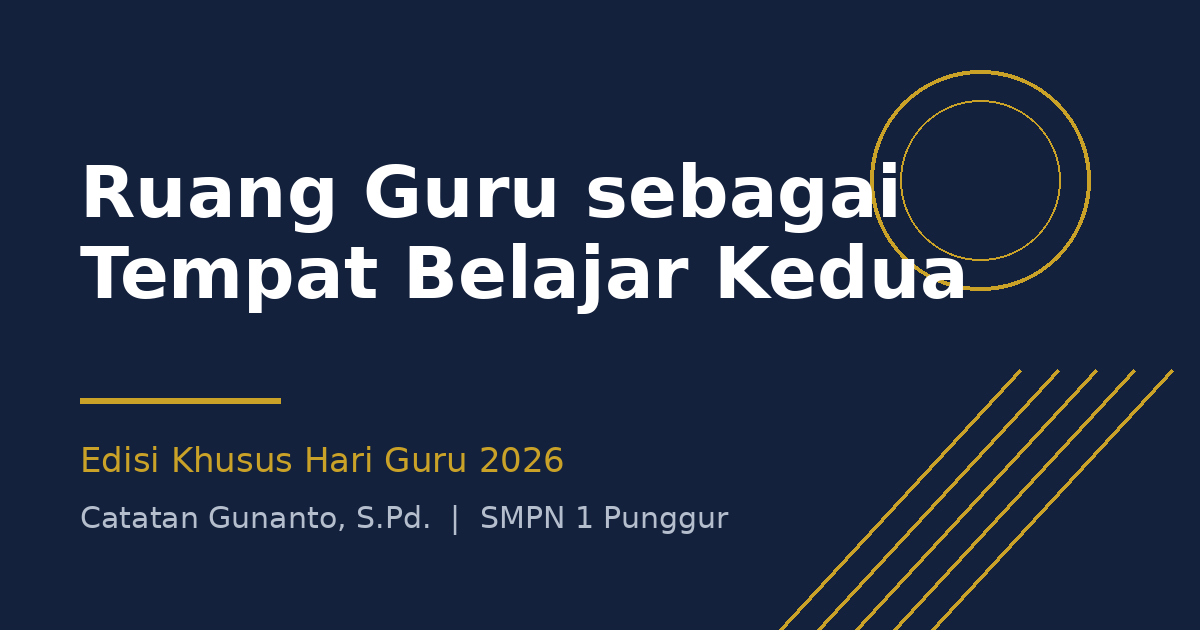 Ruang Guru sebagai
Tempat Belajar Kedua
Edisi Khusus Hari Guru 2026
Catatan Gunanto, S.Pd.  |  SMPN 1 Punggur